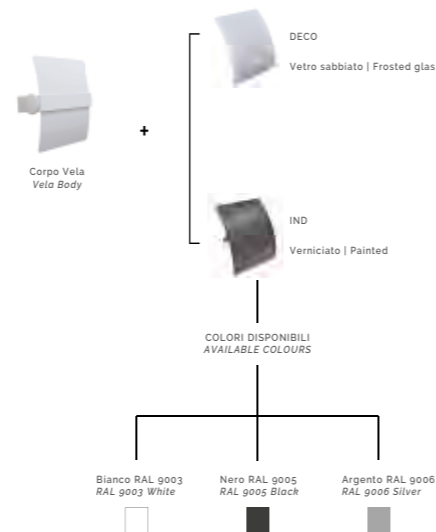 DECO
Vetro sabbiato | Frosted glas
+
Corpo Vela
Vela Body
IND
Verniciato | Painted
COLORI DISPONIBILI
AVAILABLE COLOURS
Bianco RAL 9003
RAL 9003 White
Nero RAL 9005
RAL 9005 Black
Argento RAL 9006
RAL 9006 Silver